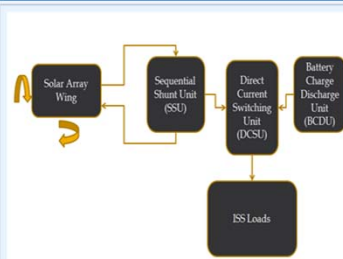 Solar Array
Wing
Sequential
Shunt Unit
(SSU)
Direct
Current
Switching
Unit
(DCSU)
Battery
Charge
Discharge
Unit
(BCDU)
ISS Loads